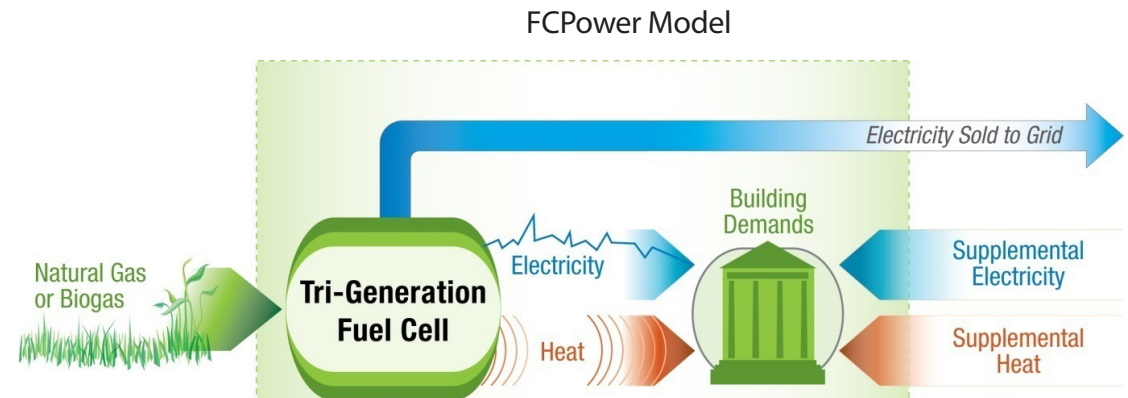 FCPower Model
Electricity Sold to Grid
Building
Demands
Natural Gas
or Biogas
Tri-Generation
Fuel Cell
Electricity
Heat
Supplemental
Electricity
Supplemental
Heat